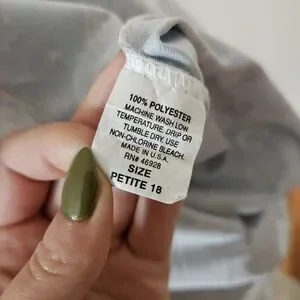 100% POLYESTER
MACHINE WASH LOW
TEMPERATURE. DRIP OR
TUMBLE DRY. USE
NON-CHLORINE BLEACH.
MADE IN U.S.A.
RN# 46928
SIZE
PETITE 18